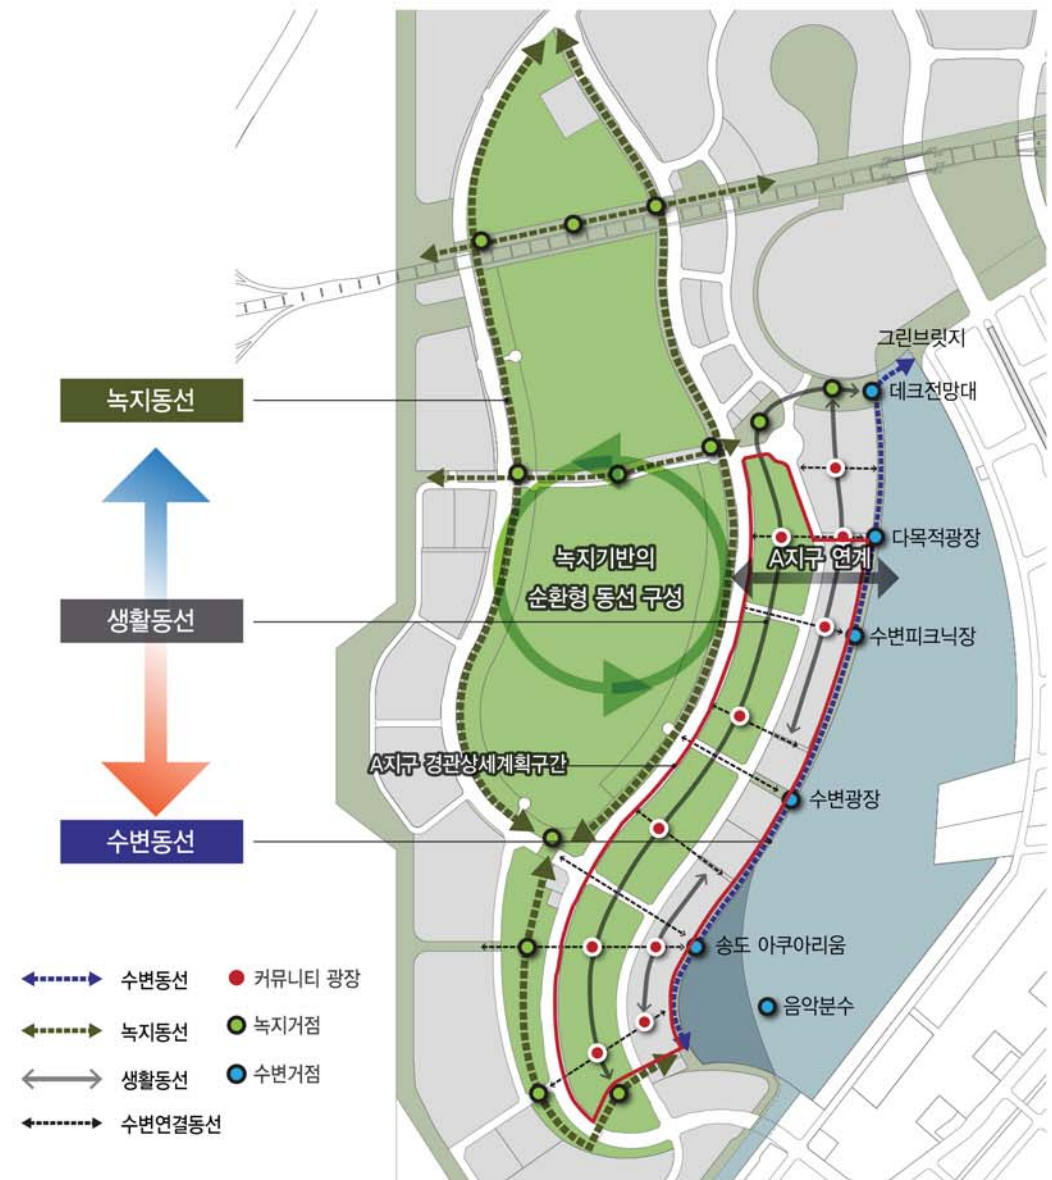 그린브릿지
녹지동선
데크전망대
다목적광장
녹지기반의
순환형 동선 구성
A지구 연계
생활동선
수변피크닉장
A지구 경관상세계획구간
수변광장
수변동선
송도 아쿠아리움
음악분수
수변동선
커뮤니티 광장
녹지동선
녹지거점
생활동선
수변거점
수변연결동선